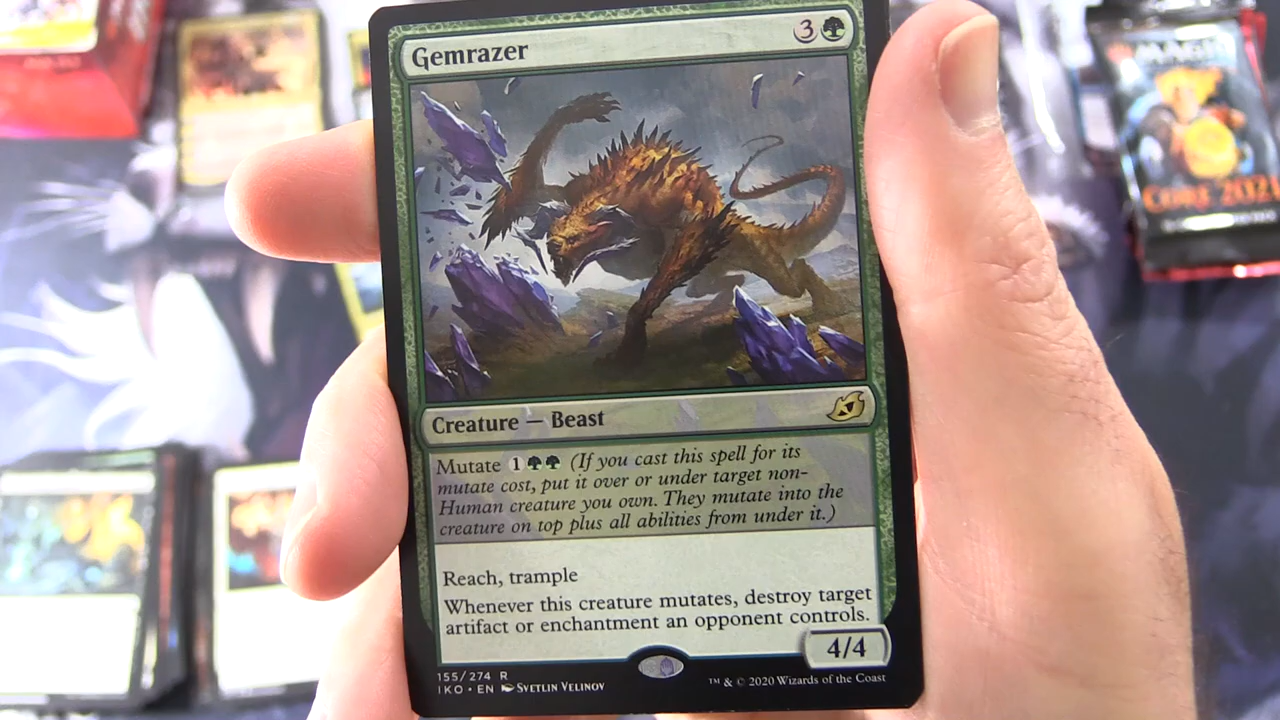 Gemrazer
3
Creature — Beast
Mutate 1 (If you cast this spell for its
mutate cost, put it over or under target non-
Human creature you own. They mutate into the
creature on top plus all abilities from under it.)
Reach, trample
Whenever this creature mutates, destroy target
artifact or enchantment an opponent controls.
4/4
155/274 R
IKO • EN Svetlin Velinov
™ & © 2020 Wizards of the Coast
MAGIC
CORE 2021